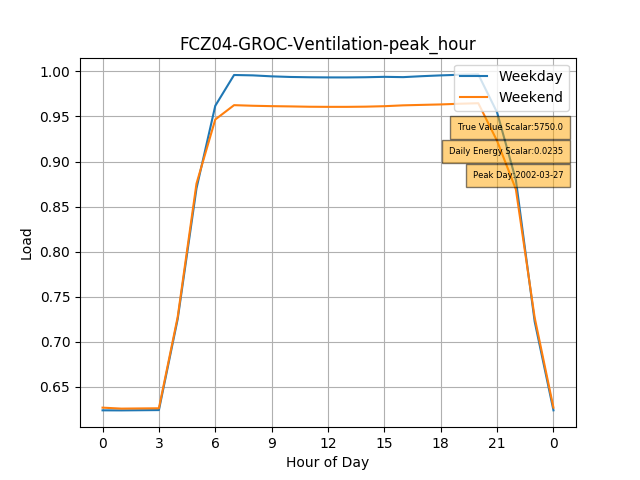 FCZ04-GROC-Ventilation-peak_hour
1.00
0.95
0.90
0.85
0.80
0.75
0.70
0.65
Load
Weekday
Weekend
True Value Scalar:5750.0
Daily Energy Scalar:0.0235
Peak Day:2002-03-27
0 3 6 9 12 15 18 21 0
Hour of Day